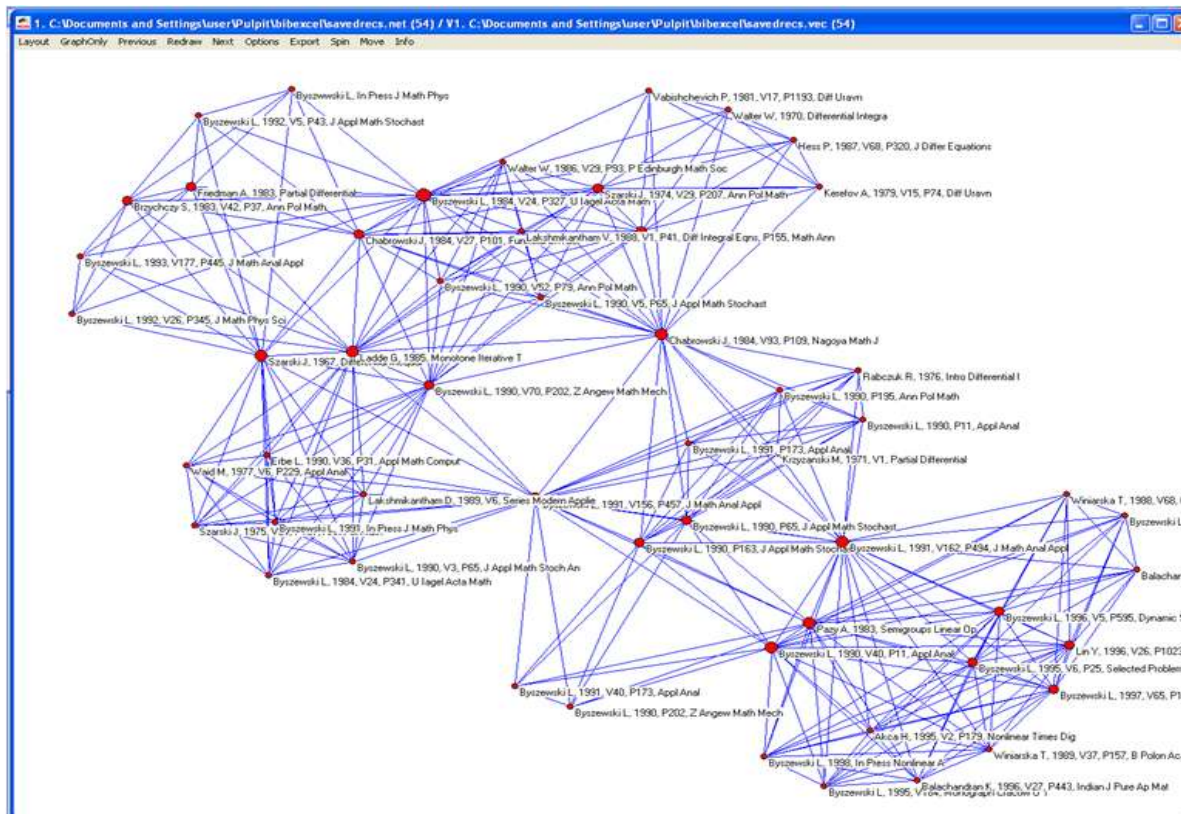 1. C:\Documents and Settings\user\Pulpit\bibexcel\savedrecs.net (54) / V1. C:\Documents and Settings\user\Pulpit\bibexcel\savedrecs.vec (54)
Layout GraphOnly Previous Redraw Next Options Export Spin Move Info
Byszwwski L, In Press J Math Phys
Vabishchevich P, 1981, V17, P1193, Diff Uravn
Byszewski L, 1992, V5, P43, J Appl Math Stochast
Walter W, 1970, Differential Integra
Hess P, 1987, V68, P320, J Differ Equations
Walter W, 1986, V29, P93, P Edinburgh Math Soc
Friedman A, 1983, Partial Differential
Szarski J, 1974, V29, P207, Ann Pol Math
Kerefov A, 1979, V15, P74, Diff Uravn
Byszewski L, 1984, V24, P327, U Iagel Acta Math
Brzychczy S, 1983, V42, P37, Ann Pol Math
Chabrowski J, 1984, V27, P101, Fun
Lakshmikantham V, 1988, V1, P41, Diff Integral Eqns, P155, Math Ann
Byszewski L, 1993, V177, P445, J Math Anal Appl
Byszewski L, 1990, V52, P79, Ann Pol Math
Byszewski L, 1990, V5, P65, J Appl Math Stochast
Byszewski L, 1992, V26, P345, J Math Phys Sci
Chabrowski J, 1984, V93, P109, Nagoya Math J
Szarski J, 1967,
Ladde G, 1985, Monotone Iterative T
Rabczuk R, 1976, Intro Differential I
Byszewski L, 1990, V70, P202, Z Angew Math Mech
Byszewski L, 1990, P195, Ann Pol Math
Byszewski L, 1990, P11, Appl Anal
Byszewski L, 1991, P173, Appl Anal
Erbe L, 1990, V36, P31, Appl Math Comput
Krzyzanski M, 1971, V1, Partial Differential
Waid M, 1977, V6, P229, Appl Anal
Lakshmikantham D, 1989, V6, Series Modern Applie
Winiarska T, 1988, V68,
L, 1991, V156, P457, J Math Anal Appl
Byszewski L
Byszewski L, 1991, In Press J Math Phys
Szarski J, 1975,
Byszewski L, 1990, P65, J Appl Math Stochast
Byszewski L, 1990, P163, J Appl Math Stocha
Byszewski L, 1991, V162, P494, J Math Anal Appl
Byszewski L, 1990, V3, P65, J Appl Math Stoch An
Balachan
Byszewski L, 1984, V24, P341, U Iagel Acta Math
Byszewski L, 1996, V5, P595, Dynamic S
Pazy A, 1983, Semigroups Linear Op
Lin Y, 1996, V26, P1023
Byszewski L, 1990, V40, P11, Appl Anal
Byszewski L, 1995, V6, P25, Selected Problem
Byszewski L, 1991, V40, P173, Appl Anal
Byszewski L, 1997, V65, P1
Byszewski L, 1990, P202, Z Angew Math Mech
Akca H, 1995, V2, P179, Nonlinear Times Dig
Winiarska T, 1989, V37, P157, B Polon Ac
Byszewski L, 1998, In Press Nonlinear A
Balachandran K, 1996, V27, P443, Indian J Pure Ap Mat
Byszewski L, 1995,